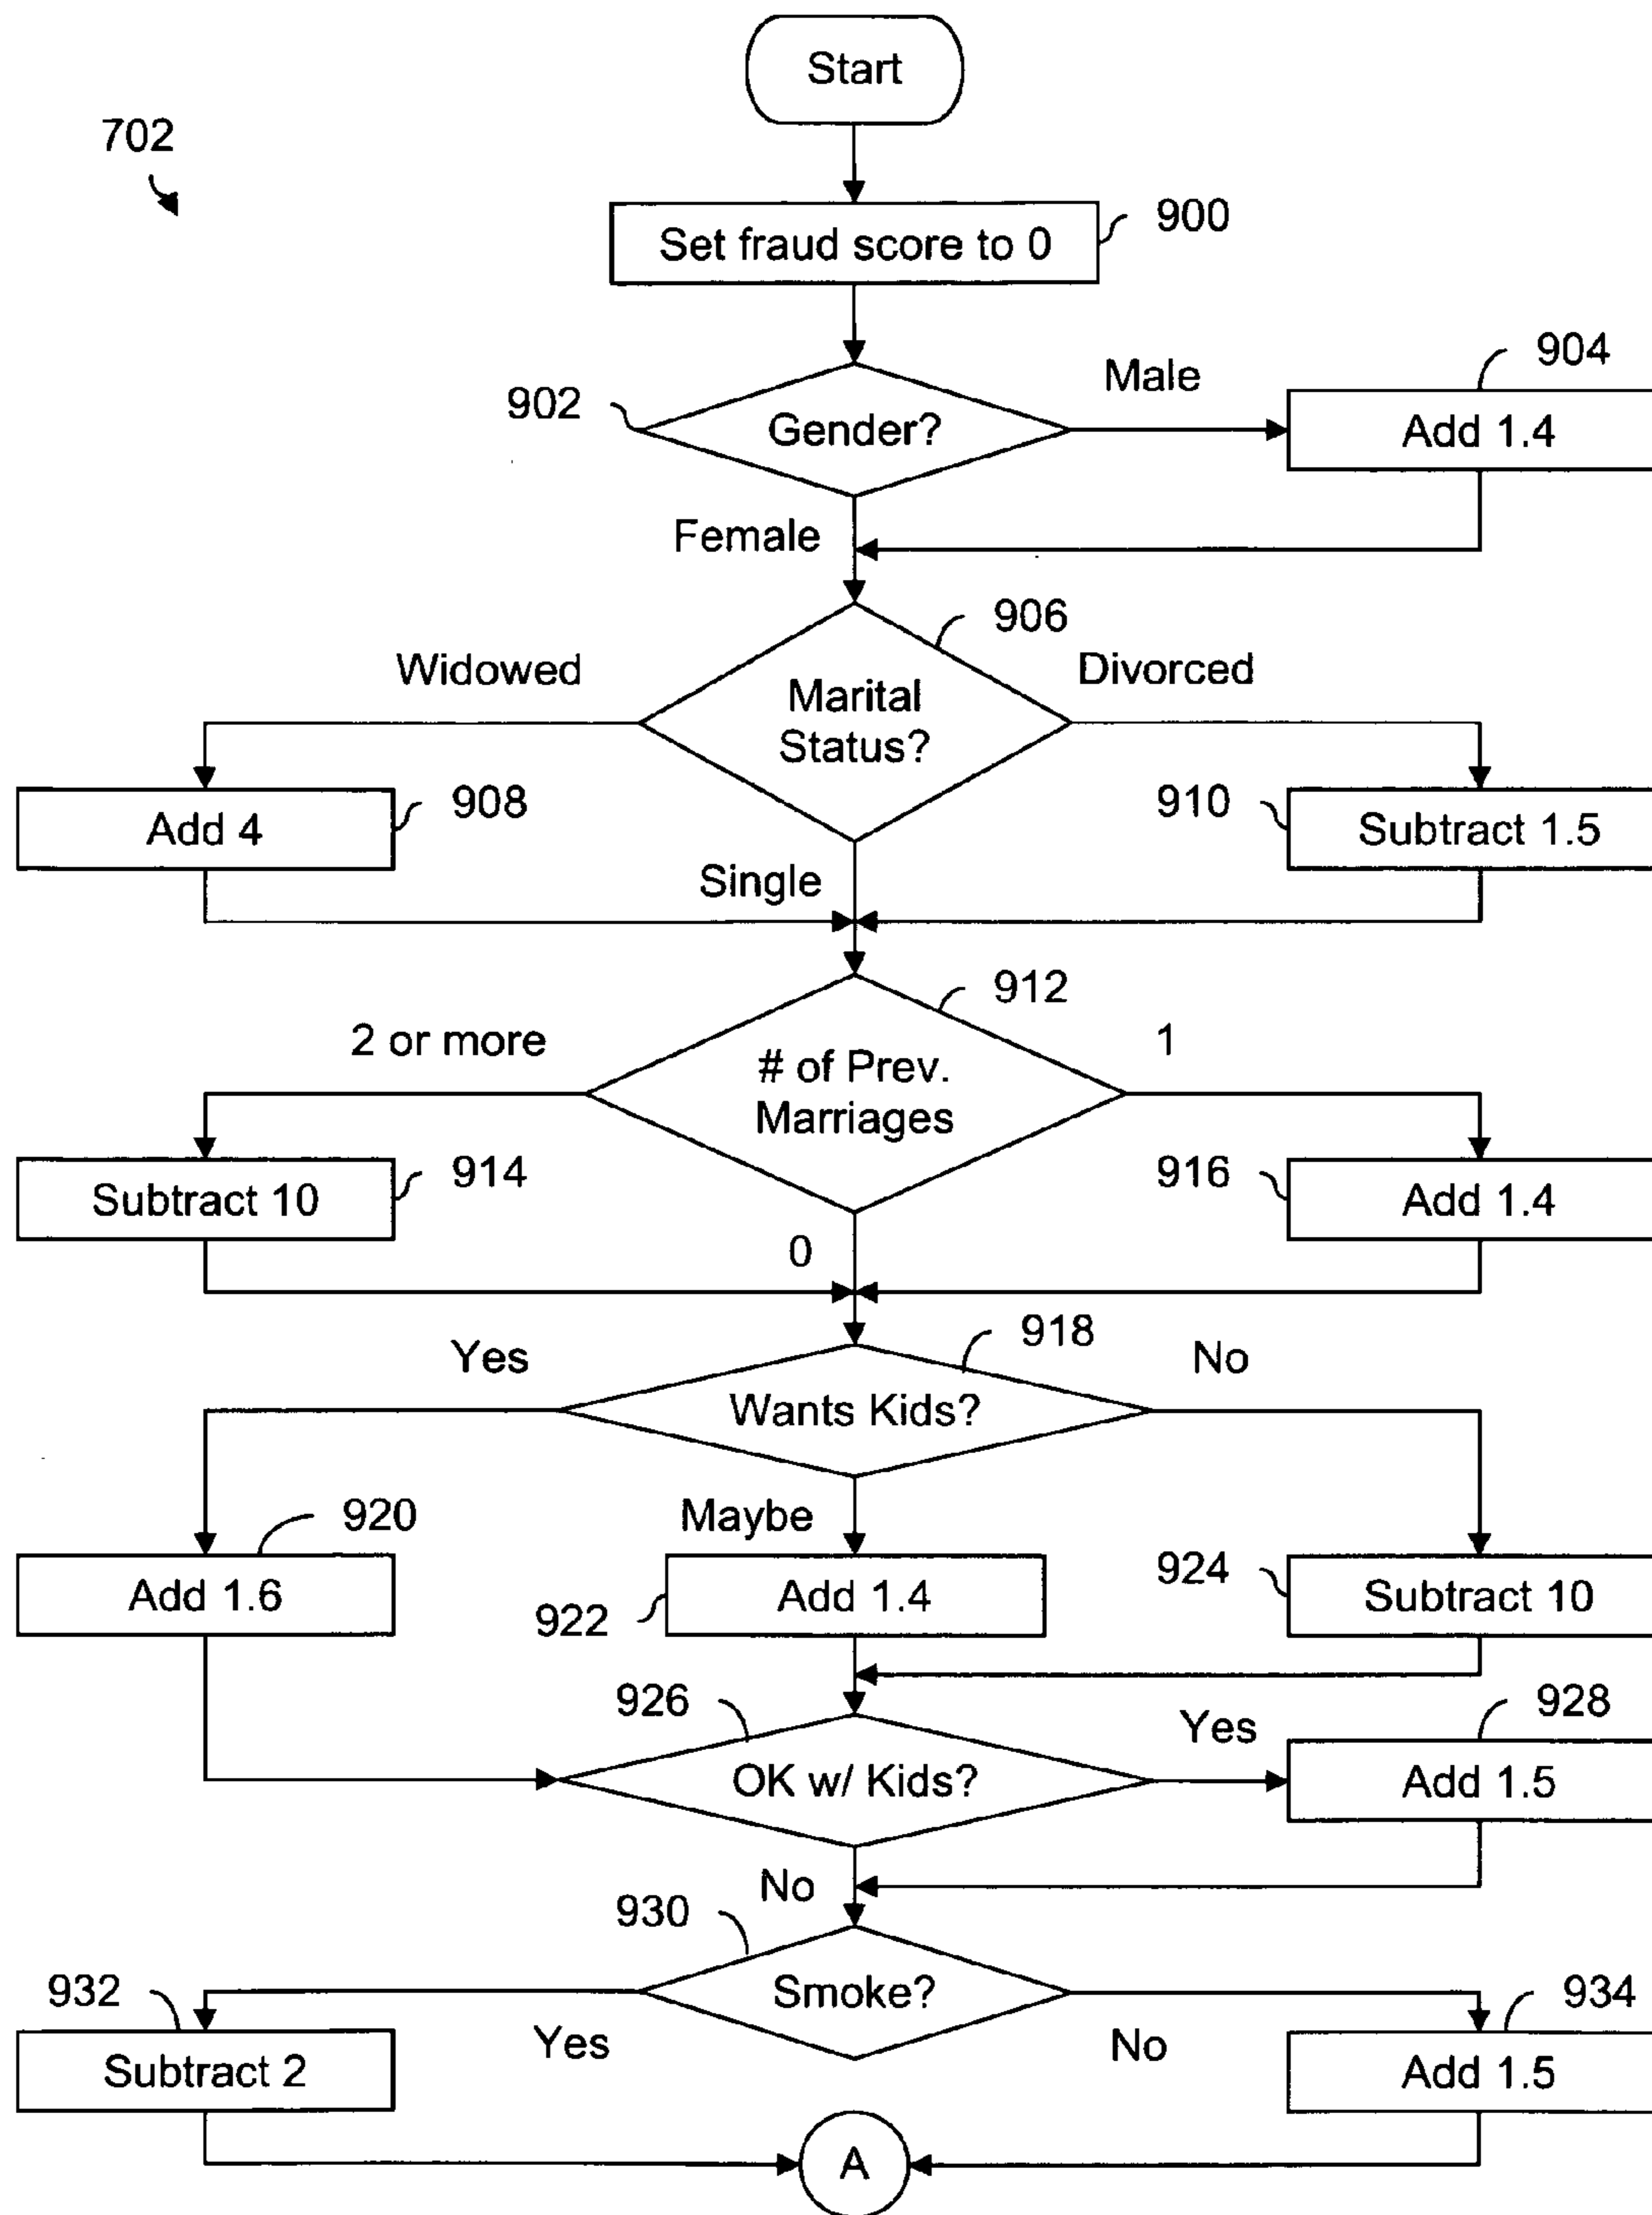 Start
702
900
Set fraud score to 0
904
Male
902
Gender?
Add 1.4
Female
906
Widowed
Divorced
Marital
Status?
908
910
Add 4
Subtract 1.5
Single
912
2 or more
1
# of Prev.
Marriages
914
916
Subtract 10
Add 1.4
0
918
Yes
No
Wants Kids?
920
Maybe
924
Add 1.6
Add 1.4
Subtract 10
922
926
928
Yes
OK w/ Kids?
Add 1.5
No
930
932
Smoke?
934
Yes
No
Subtract 2
Add 1.5
A